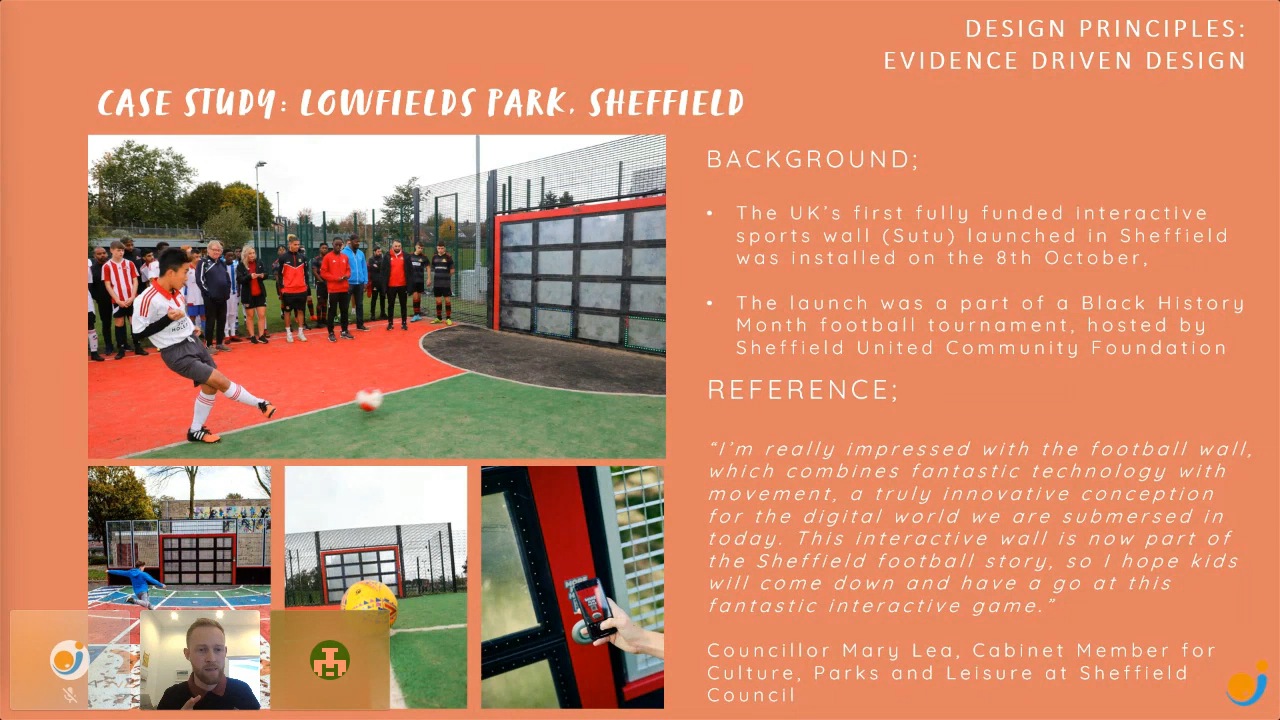 DESIGN PRINCIPLES:
EVIDENCE DRIVEN DESIGN
CASE STUDY: LOWFIELDS PARK, SHEFFIELD
BACKGROUND;
• The UK's first fully funded interactive
sports wall (Sutu) launched in Sheffield
was installed on the 8th October,
• The launch was a part of a Black History
Month football tournament, hosted by
Sheffield United Community Foundation
REFERENCE;
"I'm really impressed with the football wall,
which combines fantastic technology with
movement, a truly innovative conception
for the digital world we are submersed in
today. This interactive wall is now part of
the Sheffield football story, so I hope kids
will come down and have a go at this
fantastic interactive game."
Councillor Mary Lea, Cabinet Member for
Culture, Parks and Leisure at Sheffield
Council